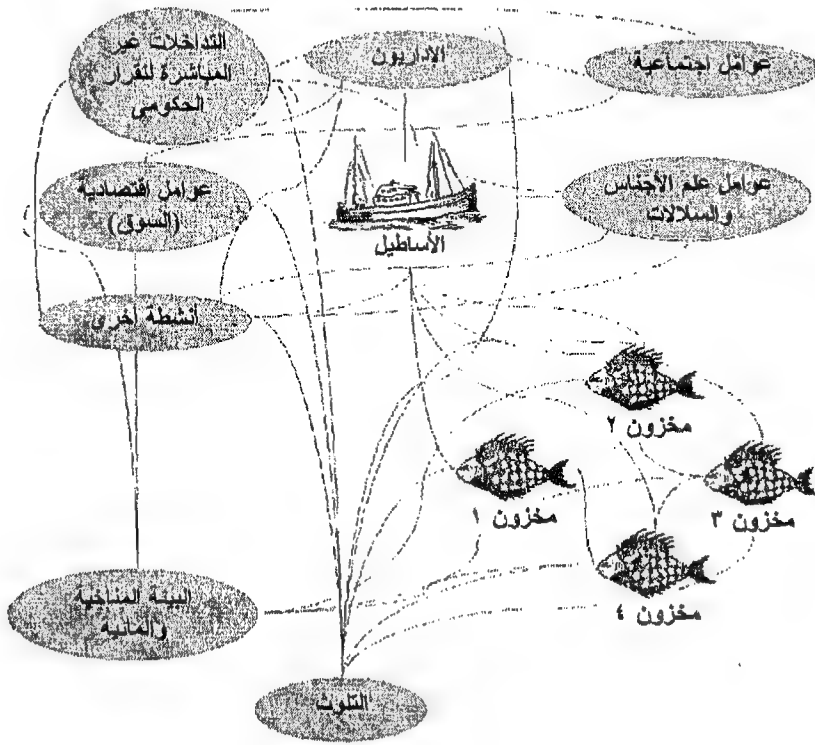 التداخلات غير
المباشرة للقرار
الحكومى
الاداريون
عوامل اجتماعية
عوامل اقتصادية
(السوق)
الأساطيل
عوامل علم الأجناس
والسلالات
أنشطة أخرى
مخزون ٢
مخزون ١
مخزون ٣
مخزون ٤
البيئة المناخية
والمائية
التلوث